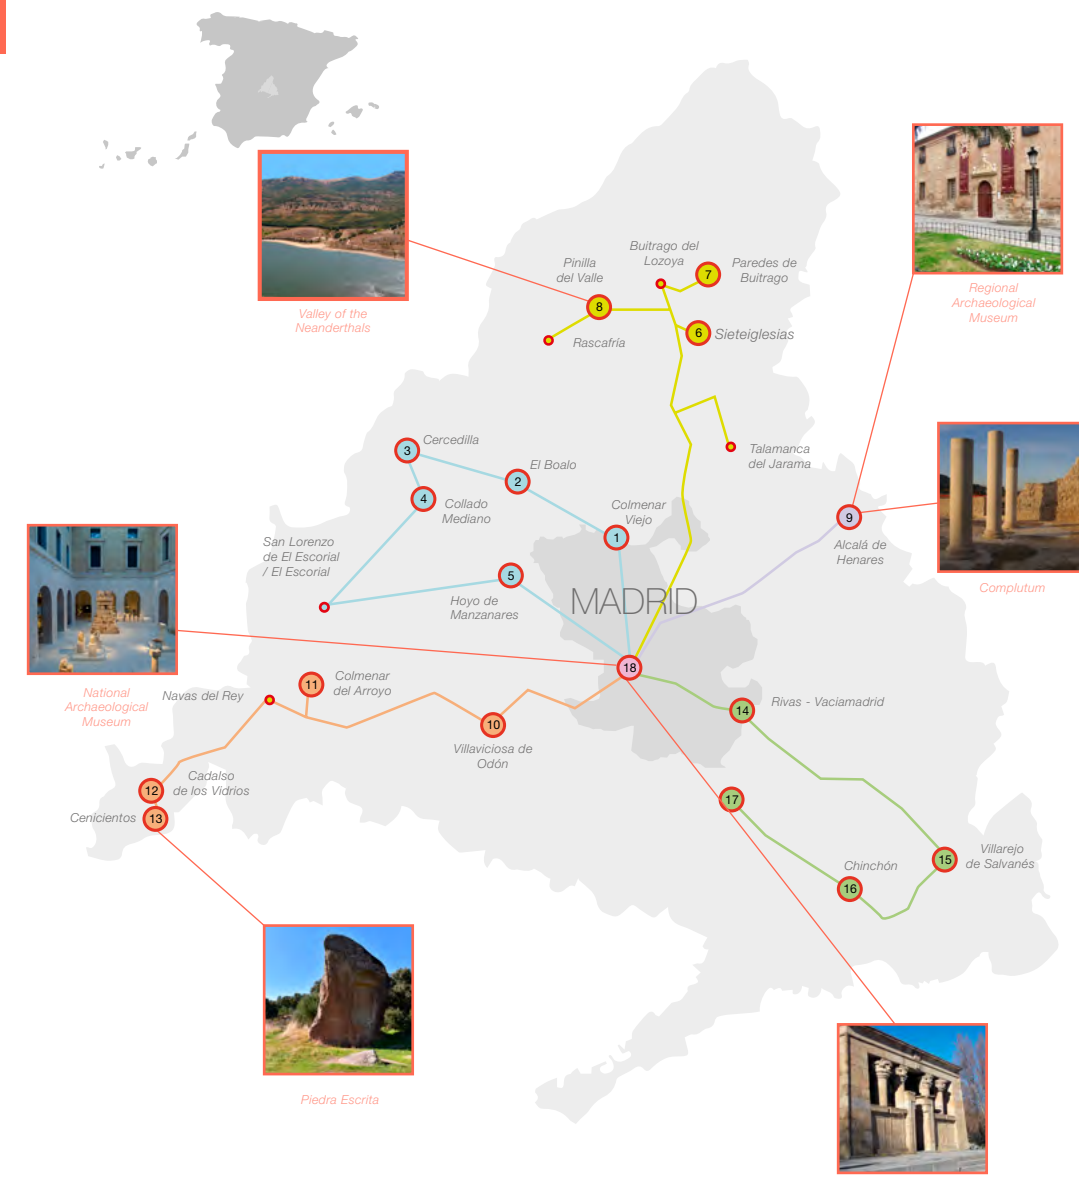 Buitrago del
Lozoya
Pinilla
del Valle
Paredes de
Buitrago
7
8
6
Sieteiglesias
Rascafría
Valley of the
Neanderthals
Regional
Archaeological
Museum
Talamanca
del Jarama
3
Cercedilla
2
El Boalo
4
Collado
Mediano
Colmenar
Viejo
1
9
Alcalá de
Henares
San Lorenzo
de El Escorial
/ El Escorial
5
Hoyo de
Manzanares
MADRID
Complutum
18
National
Archaeological
Museum
Navas del Rey
11
Colmenar
del Arroyo
10
Villaviciosa de
Odón
14
Rivas - Vaciamadrid
12
Cadalso
de los Vidrios
Cenicientos
13
17
15
Villarejo
de Salvanés
Chinchón
16
Piedra Escrita